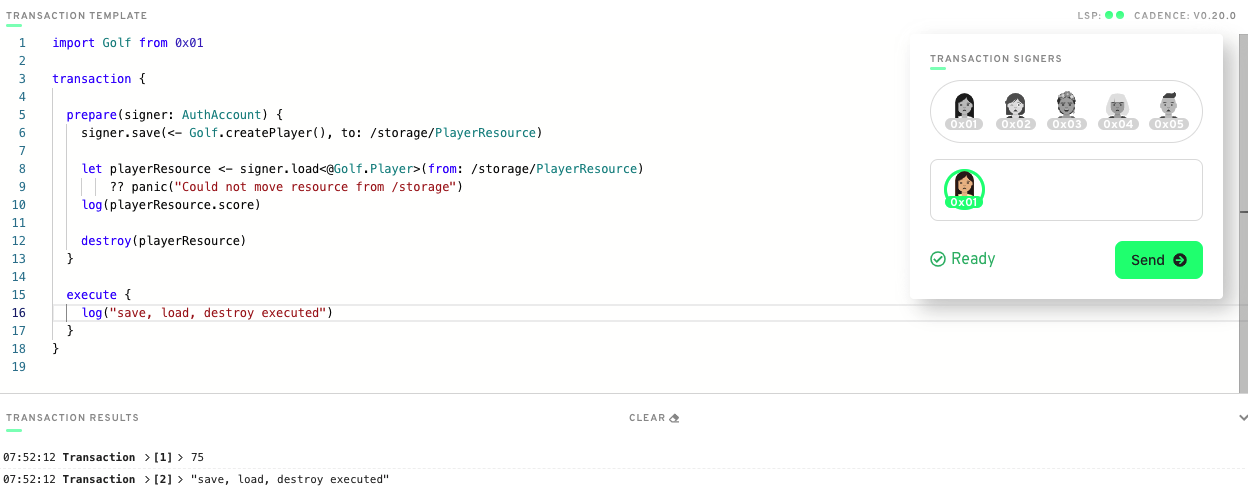 TRANSACTION TEMPLATE
LSP: CADENCE: V0.20.0
1 import Golf from 0x01
2
3 transaction {
4
5 prepare(signer: AuthAccount) {
6 signer.save(<- Golf.createPlayer(), to: /storage/PlayerResource)
7
8 let playerResource <- signer.load<@Golf.Player>(from: /storage/PlayerResource)
9 ?? panic("Could not move resource from /storage")
10 log(playerResource.score)
11
12 destroy(playerResource)
13 }
14
15 execute {
16 log("save, load, destroy executed")
17 }
18 }
19
TRANSACTION SIGNERS
0x01 0x02 0x03 0x04 0x05
0x01
Ready Send
TRANSACTION RESULTS CLEAR
07:52:12 Transaction > [1] > 75
07:52:12 Transaction > [2] > "save, load, destroy executed"